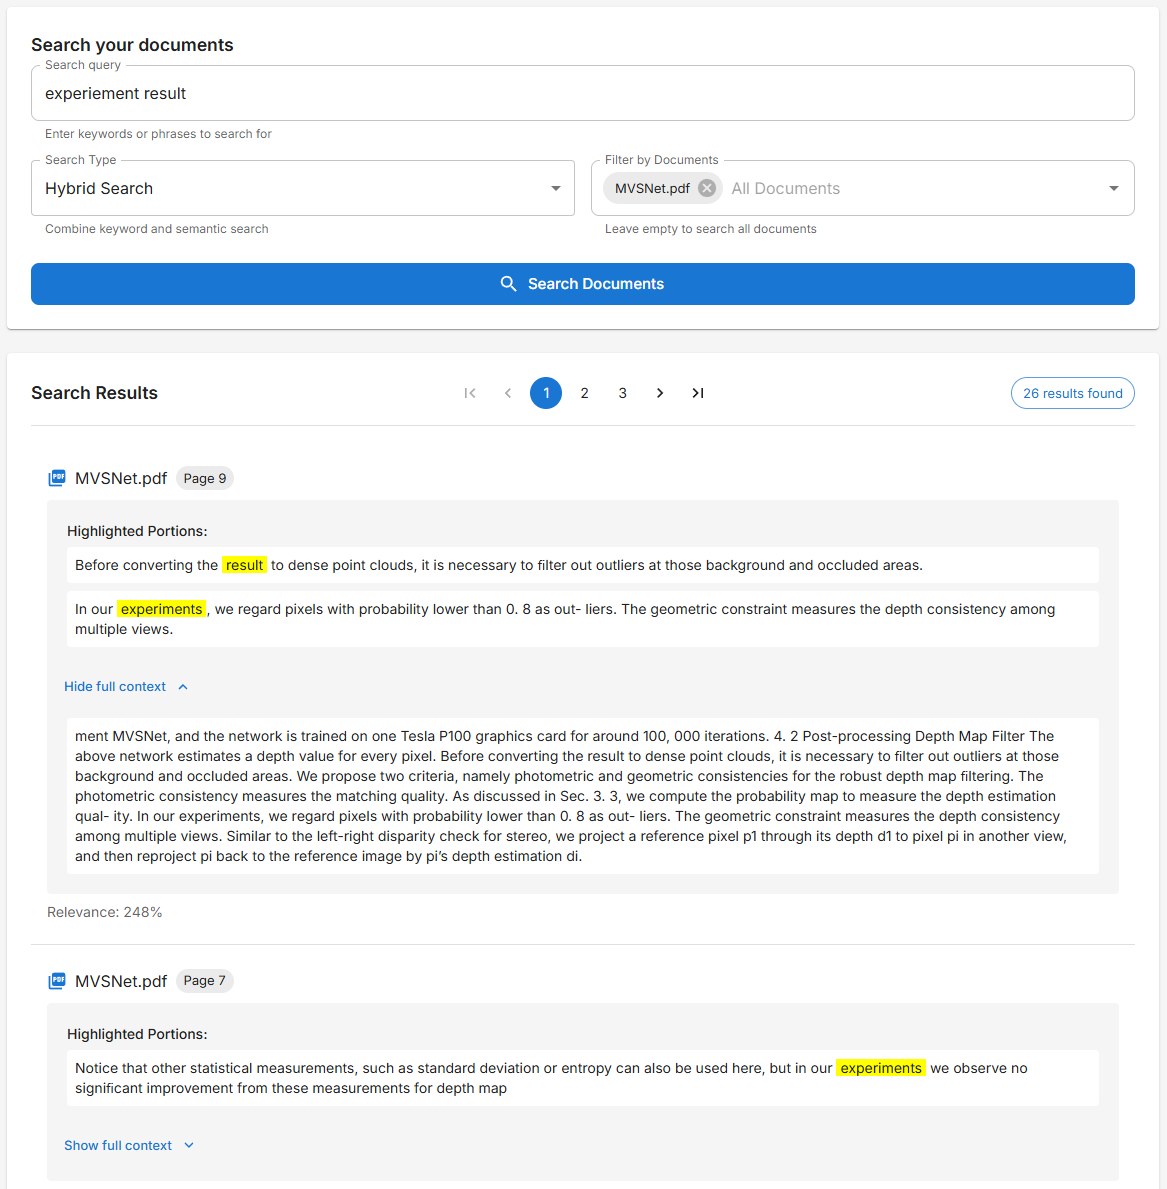 Search your documents
Search query
experiement result
Enter keywords or phrases to search for
Search Type
Hybrid Search
Combine keyword and semantic search
Filter by Documents
MVSNet.pdf
All Documents
Leave empty to search all documents
Search Documents
Search Results
1 2 3
26 results found
PDF MVSNet.pdf Page 9
Highlighted Portions:
Before converting the result to dense point clouds, it is necessary to filter out outliers at those background and occluded areas.
In our experiments, we regard pixels with probability lower than 0. 8 as out- liers. The geometric constraint measures the depth consistency among
multiple views.
Hide full context
ment MVSNet, and the network is trained on one Tesla P100 graphics card for around 100, 000 iterations. 4. 2 Post-processing Depth Map Filter The
above network estimates a depth value for every pixel. Before converting the result to dense point clouds, it is necessary to filter out outliers at those
background and occluded areas. We propose two criteria, namely photometric and geometric consistencies for the robust depth map filtering. The
photometric consistency measures the matching quality. As discussed in Sec. 3. 3, we compute the probability map to measure the depth estimation
qual- ity. In our experiments, we regard pixels with probability lower than 0. 8 as out- liers. The geometric constraint measures the depth consistency
among multiple views. Similar to the left-right disparity check for stereo, we project a reference pixel p1 through its depth d1 to pixel pi in another view,
and then reproject pi back to the reference image by pi’s depth estimation di.
Relevance: 248%
PDF MVSNet.pdf Page 7
Highlighted Portions:
Notice that other statistical measurements, such as standard deviation or entropy can also be used here, but in our experiments we observe no
significant improvement from these measurements for depth map
Show full context